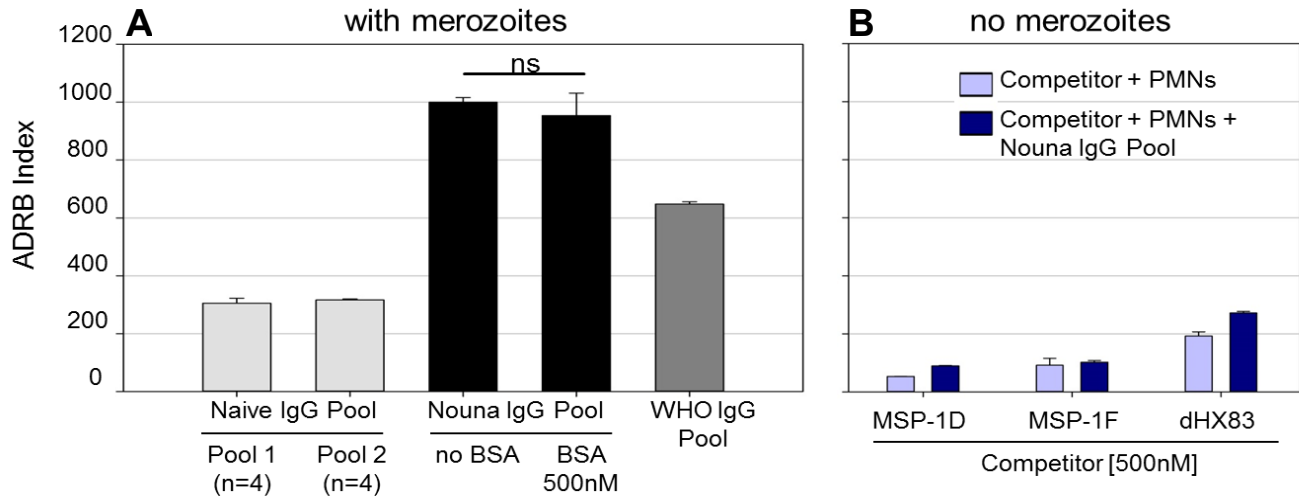 A with merozoites B no merozoites
1200
1000
800
600
400
200
0
ADRB Index
ns
Competitor + PMNs
Competitor + PMNs +
Nouna IgG Pool
Naive IgG Pool Nouna IgG Pool WHO IgG
Pool
Pool 1 Pool 2 no BSA BSA
(n=4) (n=4) 500nM
MSP-1D MSP-1F dHX83
Competitor [500nM]